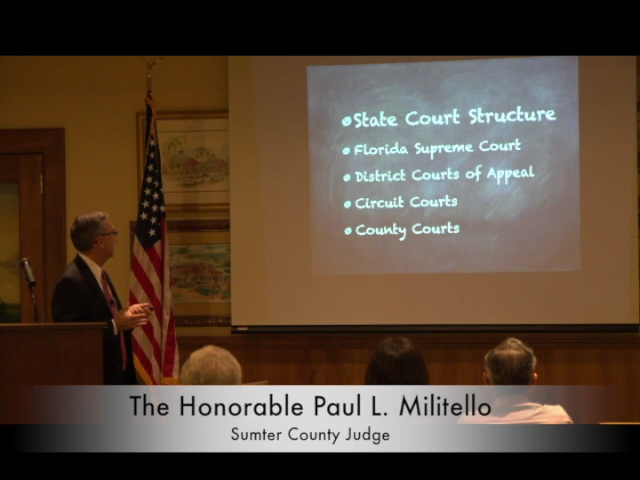 State Court Structure
Florida Supreme Court
District Courts of Appeal
Circuit Courts
County Courts
The Honorable Paul L. Militello
Sumter County Judge